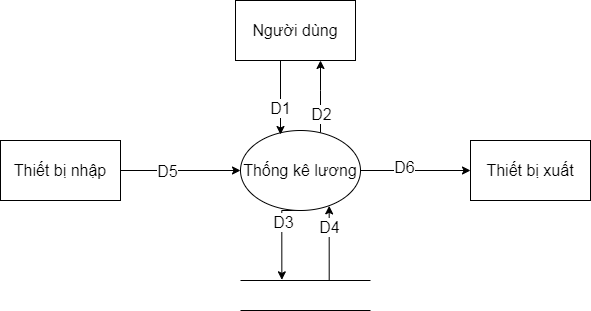 Người dùng
D1
D2
Thiết bị nhập
D5
Thống kê lương
D6
Thiết bị xuất
D3
D4